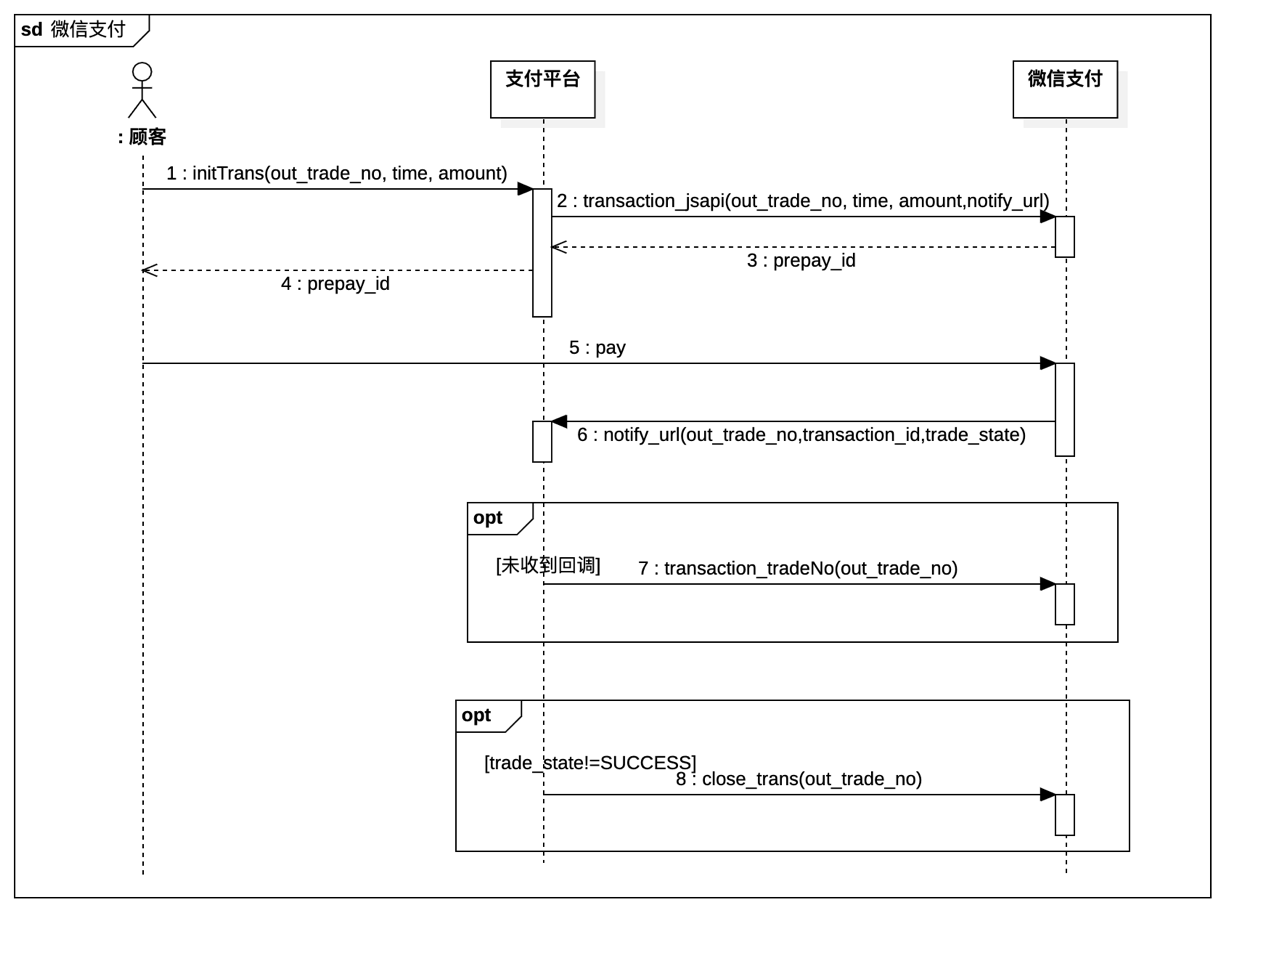 sd 微信支付
支付平台
微信支付
: 顾客
1 : initTrans(out_trade_no, time, amount)
2 : transaction_jsapi(out_trade_no, time, amount,notify_url)
3 : prepay_id
4 : prepay_id
5 : pay
6 : notify_url(out_trade_no,transaction_id,trade_state)
opt
[未收到回调]
7 : transaction_tradeNo(out_trade_no)
opt
[trade_state!=SUCCESS]
8 : close_trans(out_trade_no)